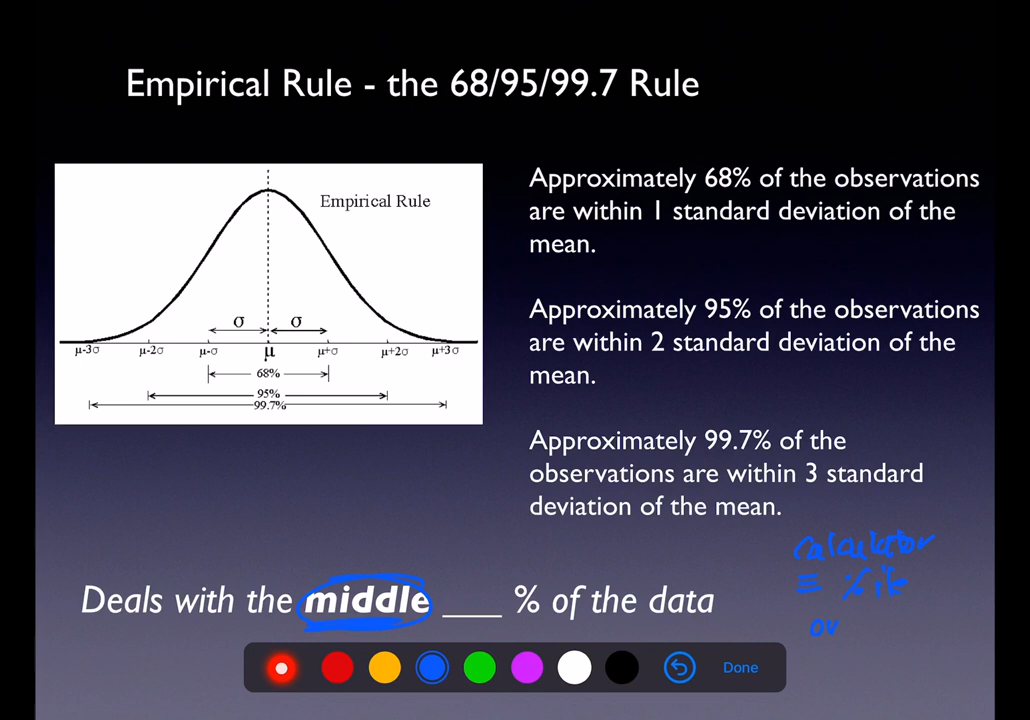 Empirical Rule - the 68/95/99.7 Rule
Empirical Rule
σ σ
μ-3σ μ-2σ μ-σ μ μ+σ μ+2σ μ+3σ
68%
95%
99.7%
Approximately 68% of the observations
are within 1 standard deviation of the
mean.
Approximately 95% of the observations
are within 2 standard deviation of the
mean.
Approximately 99.7% of the
observations are within 3 standard
deviation of the mean.
calculator
≡ %ile
Deals with the middle ___ % of the data
Done